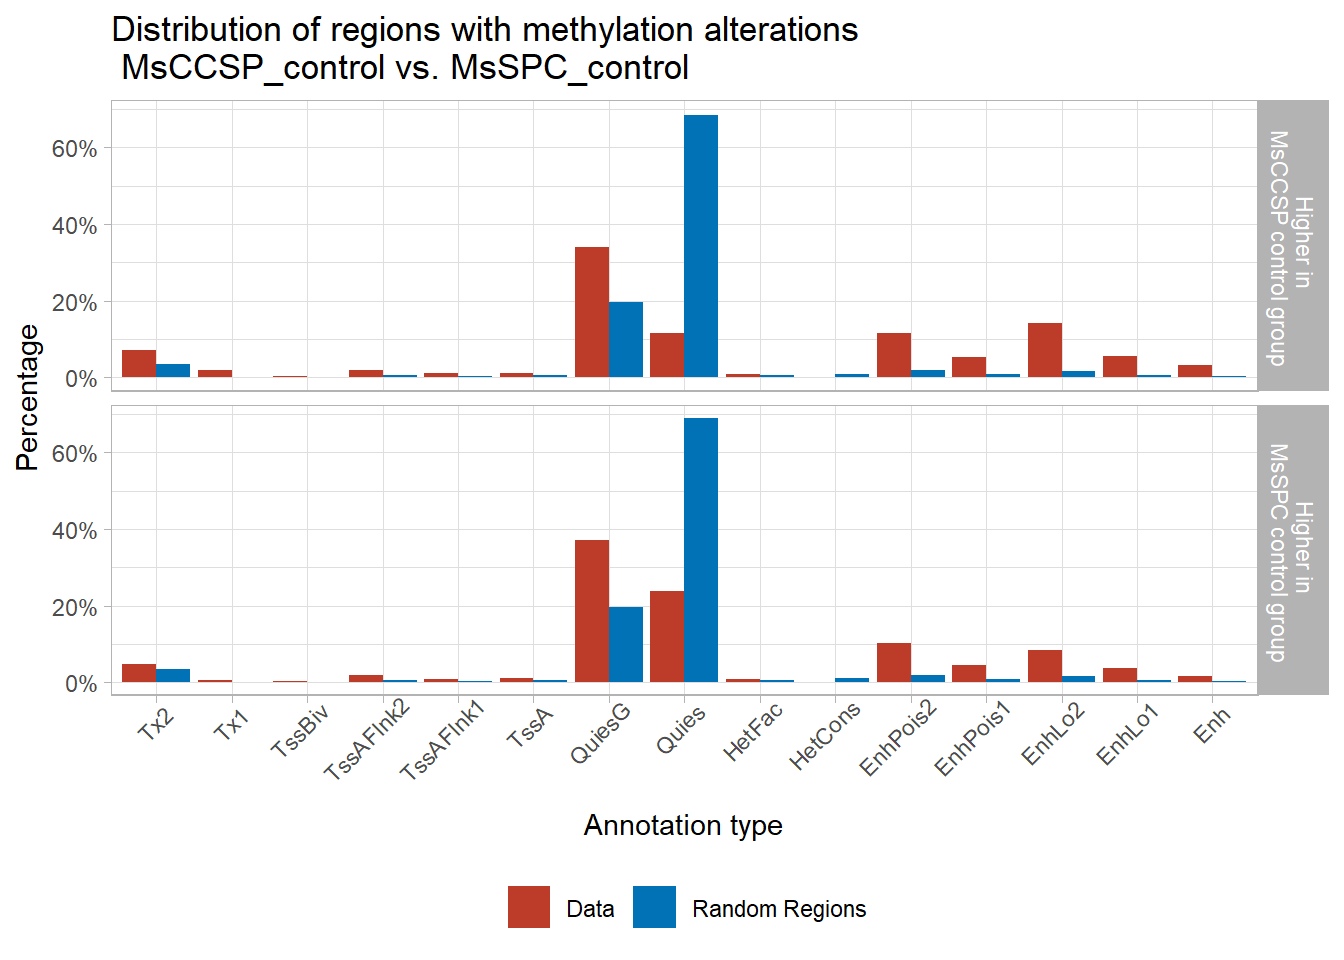 Distribution of regions with methylation alterations
MsCCSP_control vs. MsSPC_control
Percentage
60%
40%
20%
0%
Higher in
MsCCSP control group
60%
40%
20%
0%
Higher in
MsSPC control group
Tx2
Tx1
TssBiv
TssAFlnk2
TssAFlnk1
TssA
QuiesG
Quies
HetFac
HetCons
EnhPois2
EnhPois1
EnhLo2
EnhLo1
Enh
Annotation type
Data
Random Regions